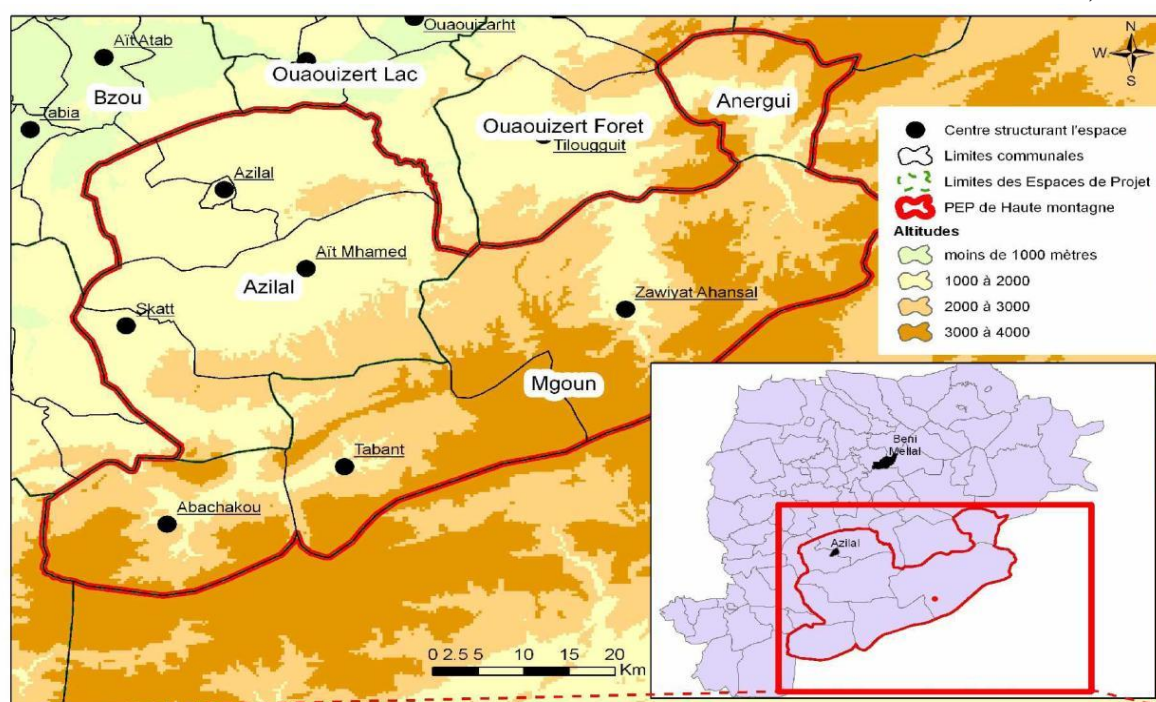 Ouaouizarht
Aït Atab
Ouaouizert Lac
Bzou
Tabia
Anergui
Ouaouizert Foret
Tilougguit
Azilal
Aït Mhamed
Azilal
Skatt
Zawiyat Ahansal
Mgoun
Tabant
Abachakou
N
W
E
S
Centre structurant l'espace
Limites communales
Limites des Espaces de Projet
PEP de Haute montagne
Altitudes
moins de 1000 mètres
1000 à 2000
2000 à 3000
3000 à 4000
0 2.5 5 10 15 20
Km
Beni
Mellal
Azilal